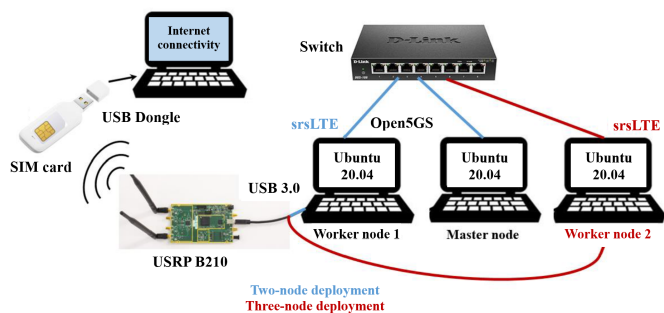 Internet
connectivity
Switch
D-Link
USB Dongle
srsLTE
Open5GS
srsLTE
SIM card
Ubuntu
20.04
Ubuntu
20.04
Ubuntu
20.04
USB 3.0
Worker node 1
Master node
Worker node 2
USRP B210
Two-node deployment
Three-node deployment